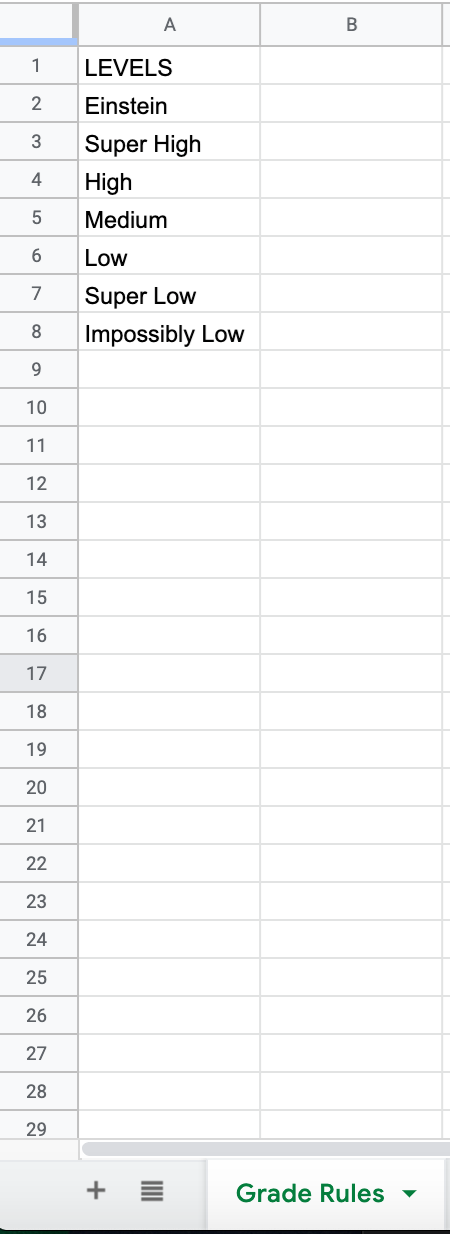 A B
1 LEVELS
2 Einstein
3 Super High
4 High
5 Medium
6 Low
7 Super Low
8 Impossibly Low
9
10
11
12
13
14
15
16
17
18
19
20
21
22
23
24
25
26
27
28
29
+ Grade Rules